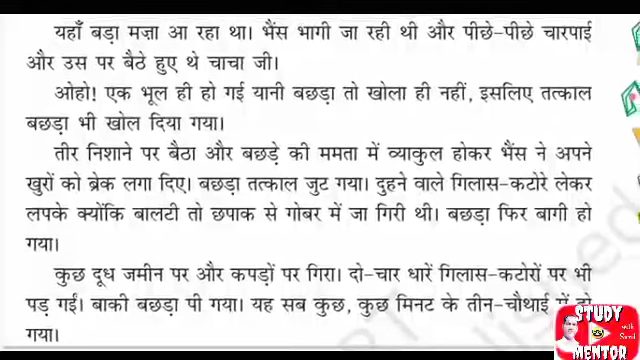 यहाँ बड़ा मज़ा आ रहा था। भैंस भागी जा रही थी और पीछे-पीछे चारपाई
और उस पर बैठे हुए थे चाचा जी।
ओहो! एक भूल ही हो गई यानी बछड़ा तो खोला ही नहीं, इसलिए तत्काल
बछड़ा भी खोल दिया गया।
तीर निशाने पर बैठा और बछड़े की ममता में व्याकुल होकर भैंस ने अपने
खुरों को ब्रेक लगा दिए। बछड़ा तत्काल जुट गया। दुहने वाले गिलास-कटोरे लेकर
लपके क्योंकि बालटी तो छपाक से गोबर में जा गिरी थी। बछड़ा फिर बागी हो
गया।
कुछ दूध जमीन पर और कपड़ों पर गिरा। दो-चार धारें गिलास-कटोरों पर भी
पड़ गईं। बाकी बछड़ा पी गया। यह सब कुछ, कुछ मिनट के तीन-चौथाई में हो
गया।
STUDY
with
MENTOR